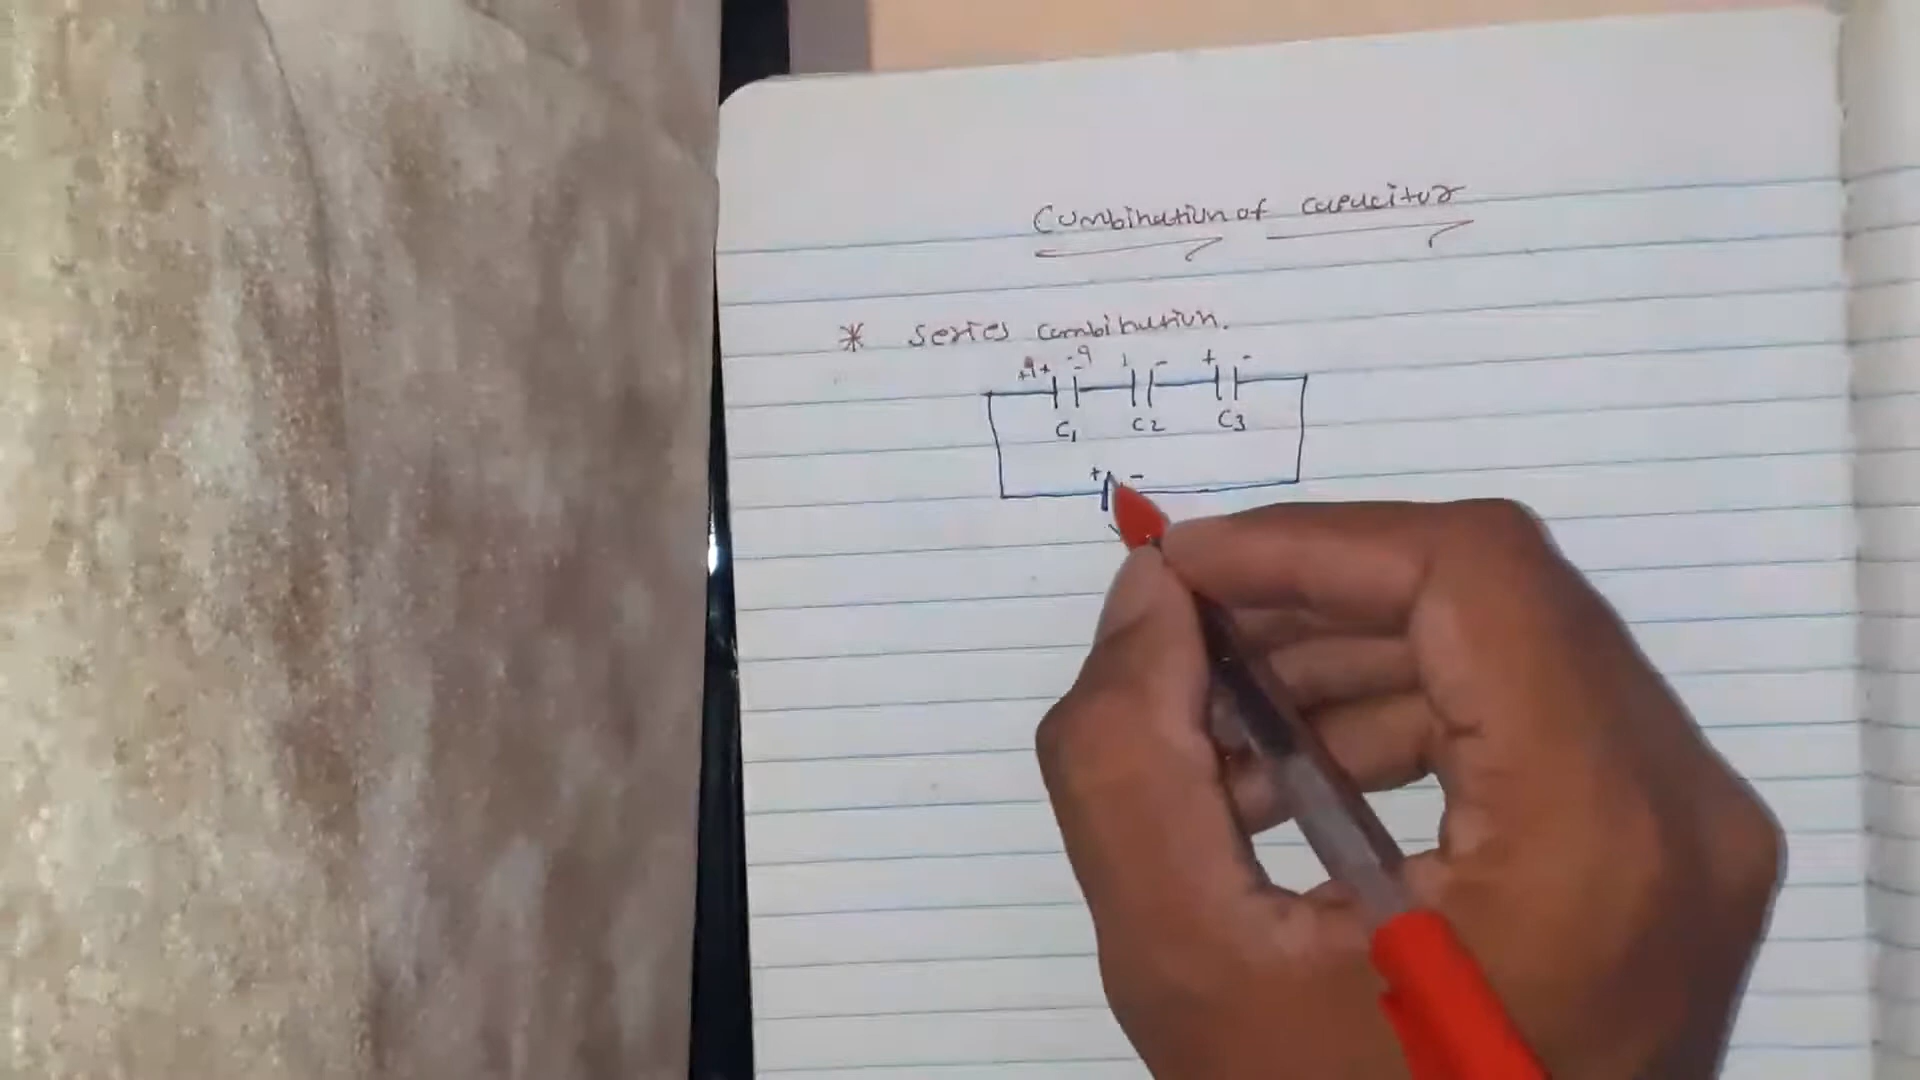 Combination of capacitor
* Series combination.
+q + -q - + - + -
C1 C2 C3
+ -